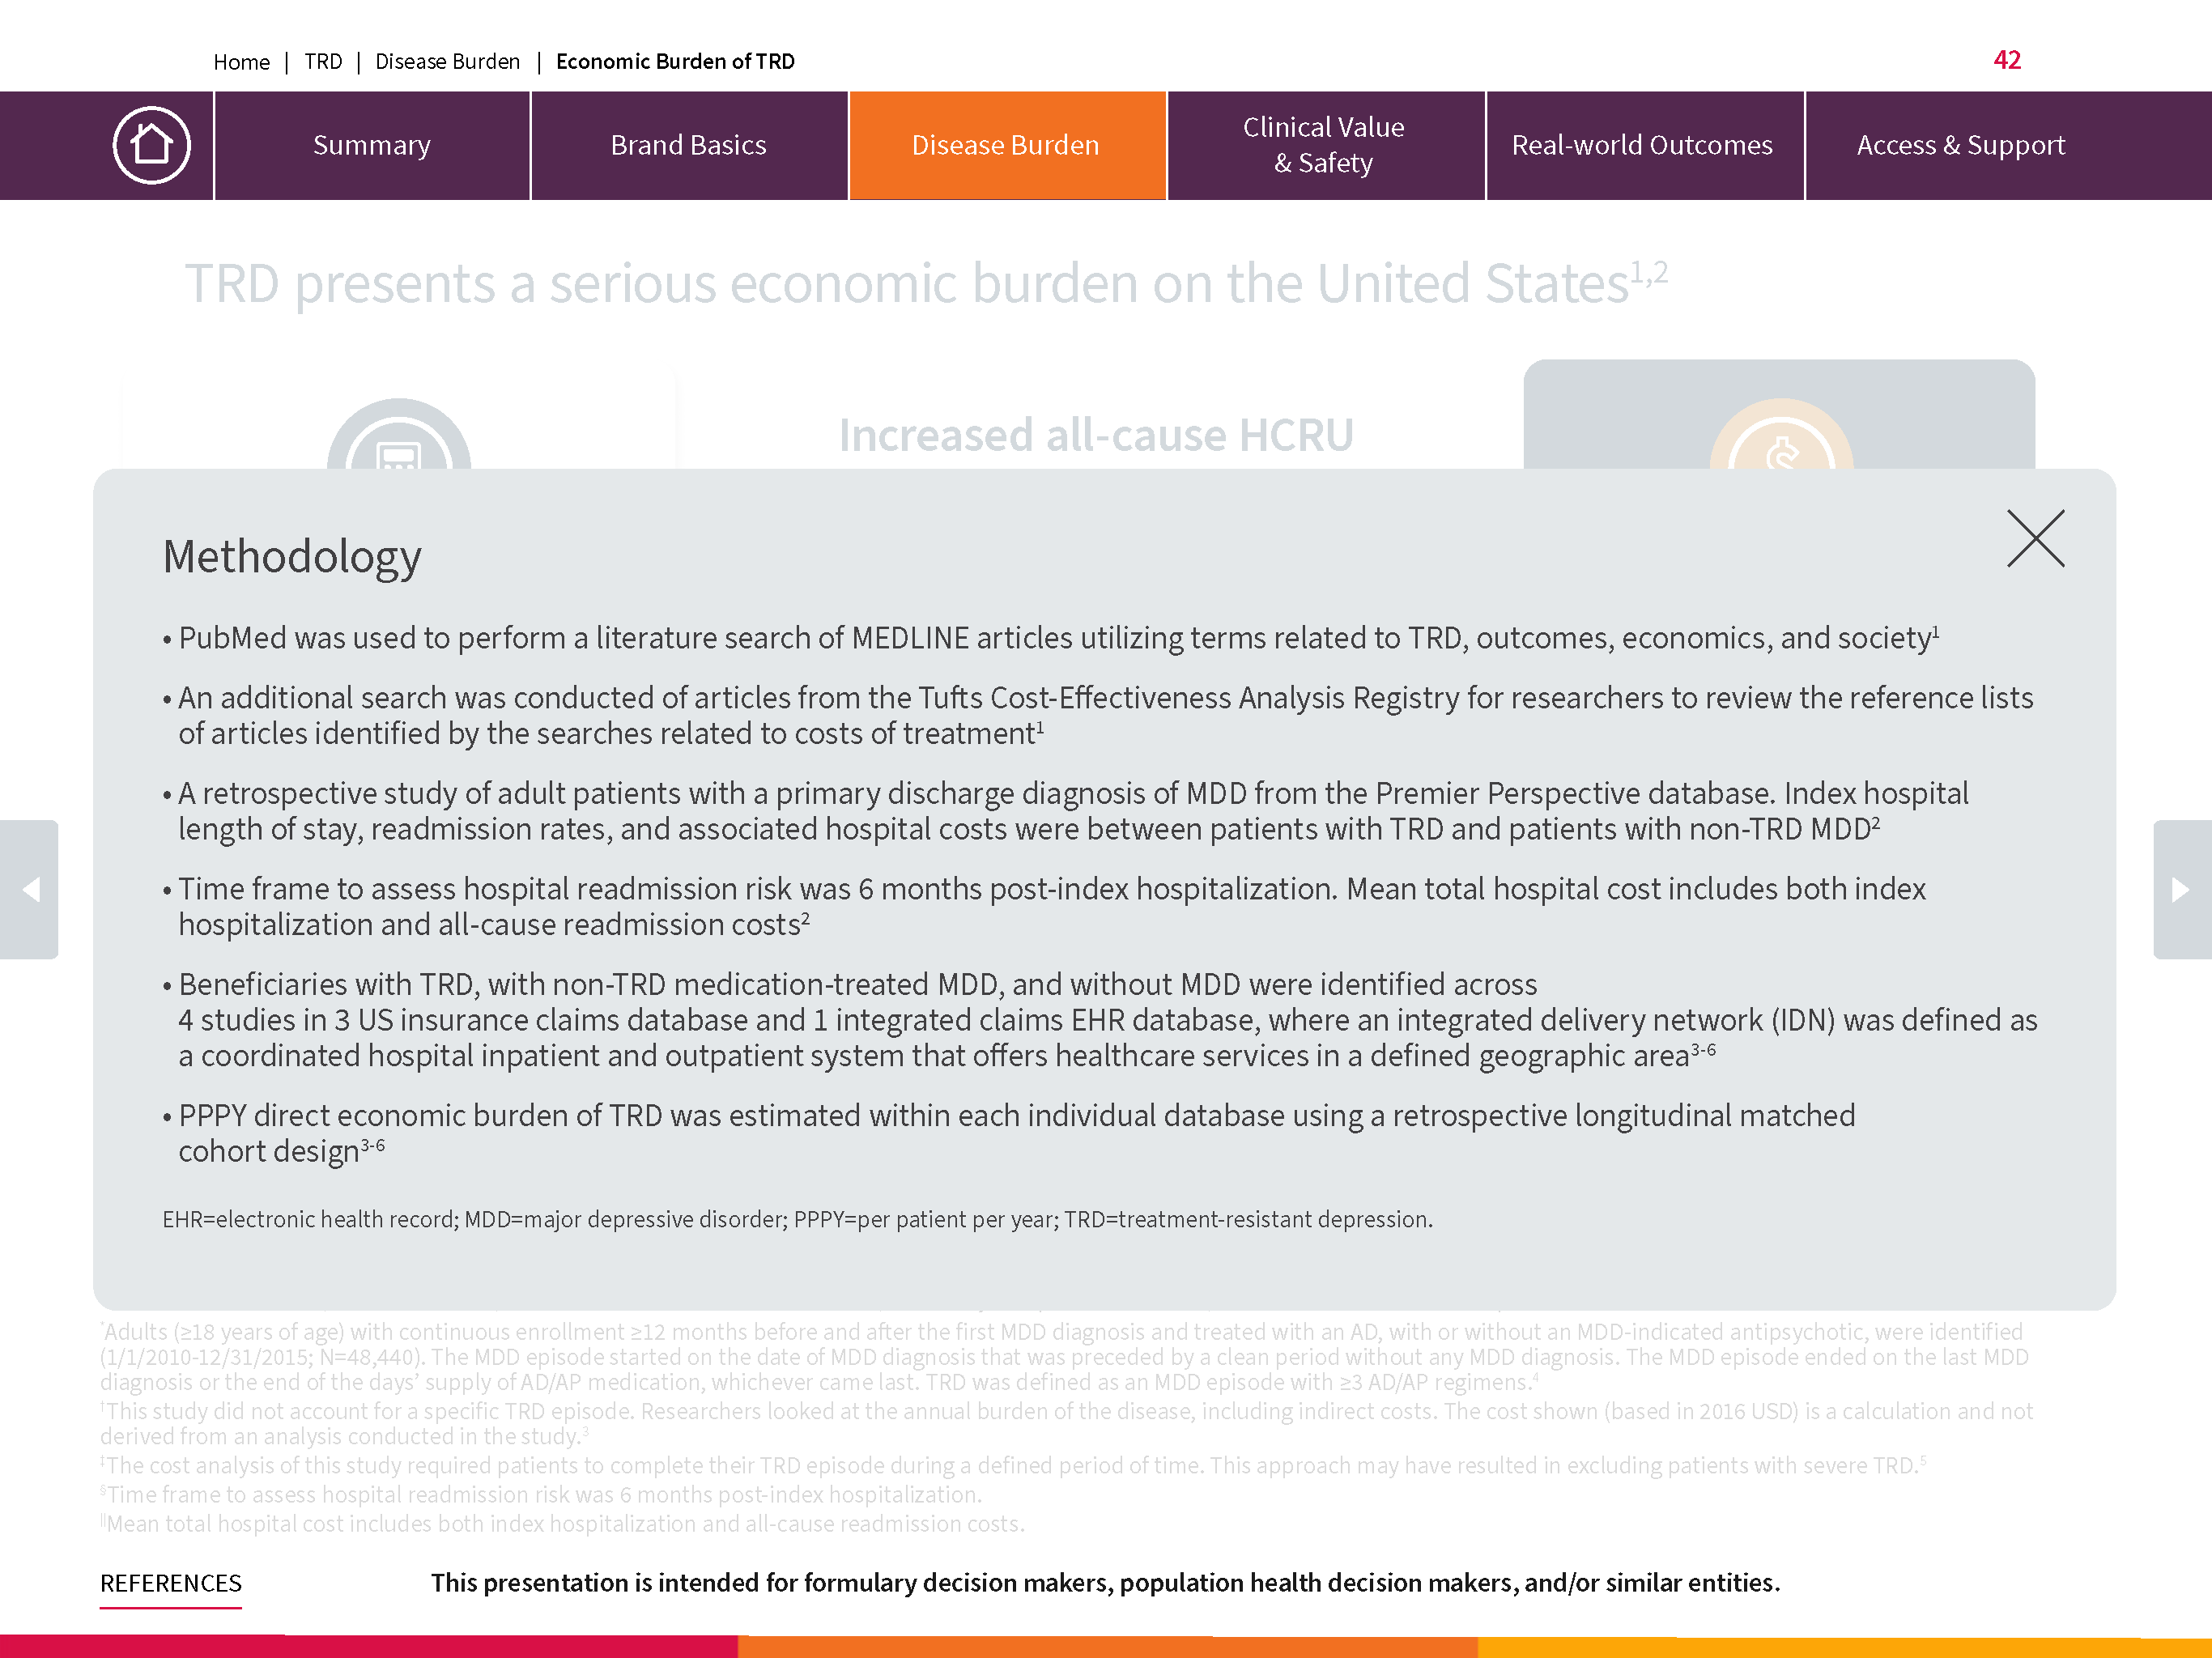 Home | TRD | Disease Burden | Economic Burden of TRD
42
Summary
Brand Basics
Disease Burden
Clinical Value
& Safety
Real-world Outcomes
Access & Support
TRD presents a serious economic burden on the United States1,2
Increased all-cause HCRU
Methodology
• PubMed was used to perform a literature search of MEDLINE articles utilizing terms related to TRD, outcomes, economics, and society1
• An additional search was conducted of articles from the Tufts Cost-Effectiveness Analysis Registry for researchers to review the reference lists
of articles identified by the searches related to costs of treatment1
• A retrospective study of adult patients with a primary discharge diagnosis of MDD from the Premier Perspective database. Index hospital
length of stay, readmission rates, and associated hospital costs were between patients with TRD and patients with non-TRD MDD2
• Time frame to assess hospital readmission risk was 6 months post-index hospitalization. Mean total hospital cost includes both index
hospitalization and all-cause readmission costs2
• Beneficiaries with TRD, with non-TRD medication-treated MDD, and without MDD were identified across
4 studies in 3 US insurance claims database and 1 integrated claims EHR database, where an integrated delivery network (IDN) was defined as
a coordinated hospital inpatient and outpatient system that offers healthcare services in a defined geographic area3-6
• PPPY direct economic burden of TRD was estimated within each individual database using a retrospective longitudinal matched
cohort design3-6
EHR=electronic health record; MDD=major depressive disorder; PPPY=per patient per year; TRD=treatment-resistant depression.
*Adults (≥18 years of age) with continuous enrollment ≥12 months before and after the first MDD diagnosis and treated with an AD, with or without an MDD-indicated antipsychotic, were identified
(1/1/2010-12/31/2015; N=48,440). The MDD episode started on the date of MDD diagnosis that was preceded by a clean period without any MDD diagnosis. The MDD episode ended on the last MDD
diagnosis or the end of the days’ supply of AD/AP medication, whichever came last. TRD was defined as an MDD episode with ≥3 AD/AP regimens.4
†This study did not account for a specific TRD episode. Researchers looked at the annual burden of the disease, including indirect costs. The cost shown (based in 2016 USD) is a calculation and not
derived from an analysis conducted in the study.3
‡The cost analysis of this study required patients to complete their TRD episode during a defined period of time. This approach may have resulted in excluding patients with severe TRD.5
§Time frame to assess hospital readmission risk was 6 months post-index hospitalization.
||Mean total hospital cost includes both index hospitalization and all-cause readmission costs.
REFERENCES
This presentation is intended for formulary decision makers, population health decision makers, and/or similar entities.